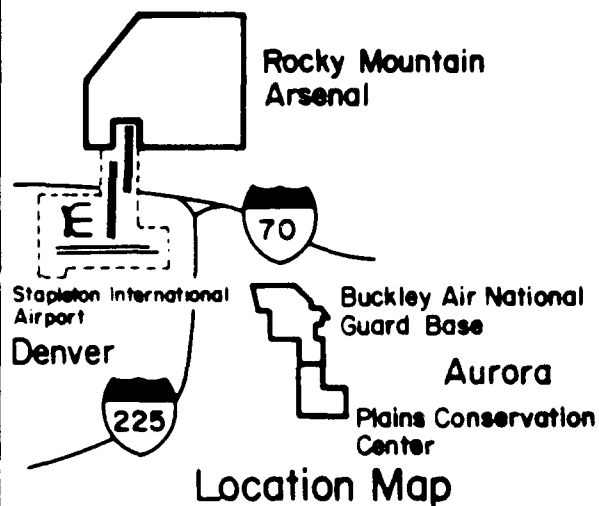 Rocky Mountain
Arsenal
70
Stapleton International
Airport
Buckley Air National
Guard Base
Denver
Aurora
225
Plains Conservation
Center
Location Map